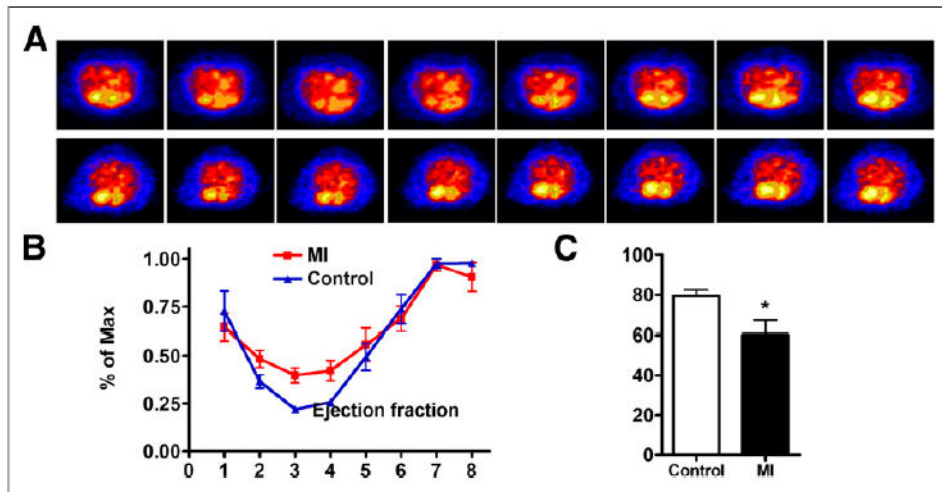 A
B
MI
Control
% of Max
1.00
0.75
0.50
0.25
0.00
Ejection fraction
0 1 2 3 4 5 6 7 8
C
100
80
60
40
20
0
*
Control MI